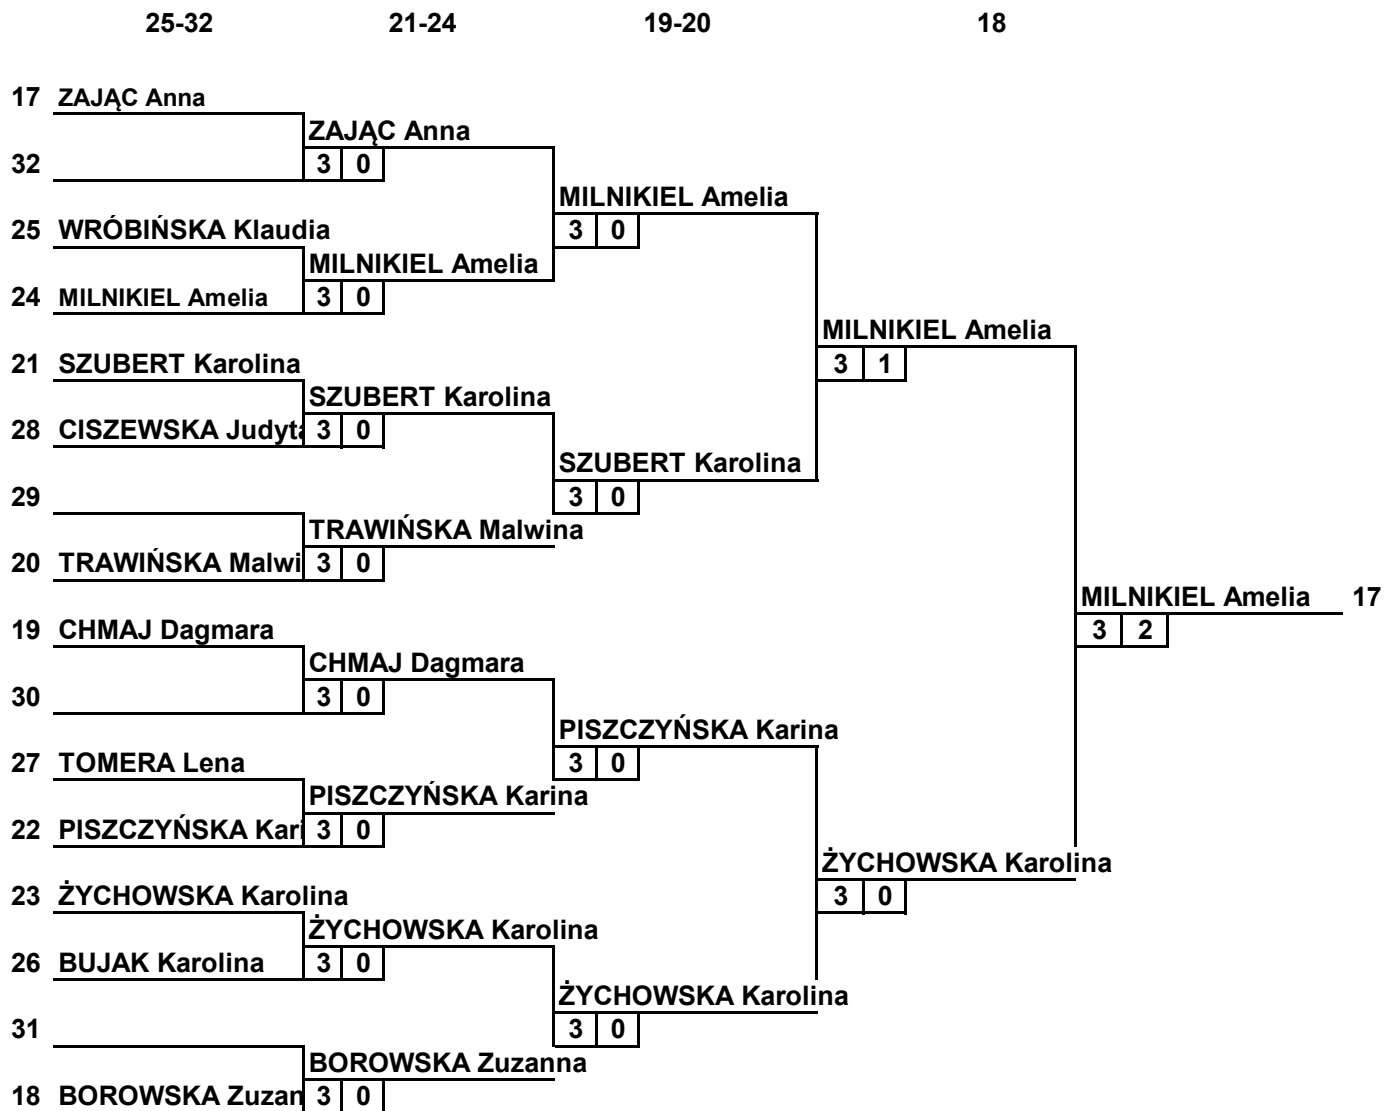 25-32 21-24 19-20 18
17 ZAJĄC Anna
ZAJĄC Anna
32 3 0
MILNIKIEL Amelia
25 WRÓBIŃSKA Klaudia 3 0
MILNIKIEL Amelia
24 MILNIKIEL Amelia 3 0
MILNIKIEL Amelia
21 SZUBERT Karolina 3 1
SZUBERT Karolina
28 CISZEWSKA Judyta 3 0
SZUBERT Karolina
29 3 0
TRAWIŃSKA Malwina
20 TRAWIŃSKA Malwi 3 0
MILNIKIEL Amelia 17
19 CHMAJ Dagmara 3 2
CHMAJ Dagmara
30 3 0
PISZCZYŃSKA Karina
27 TOMERA Lena 3 0
PISZCZYŃSKA Karina
22 PISZCZYŃSKA Kari 3 0
ŻYCHOWSKA Karolina
23 ŻYCHOWSKA Karolina 3 0
ŻYCHOWSKA Karolina
26 BUJAK Karolina 3 0
ŻYCHOWSKA Karolina
31 3 0
BOROWSKA Zuzanna
18 BOROWSKA Zuzan 3 0